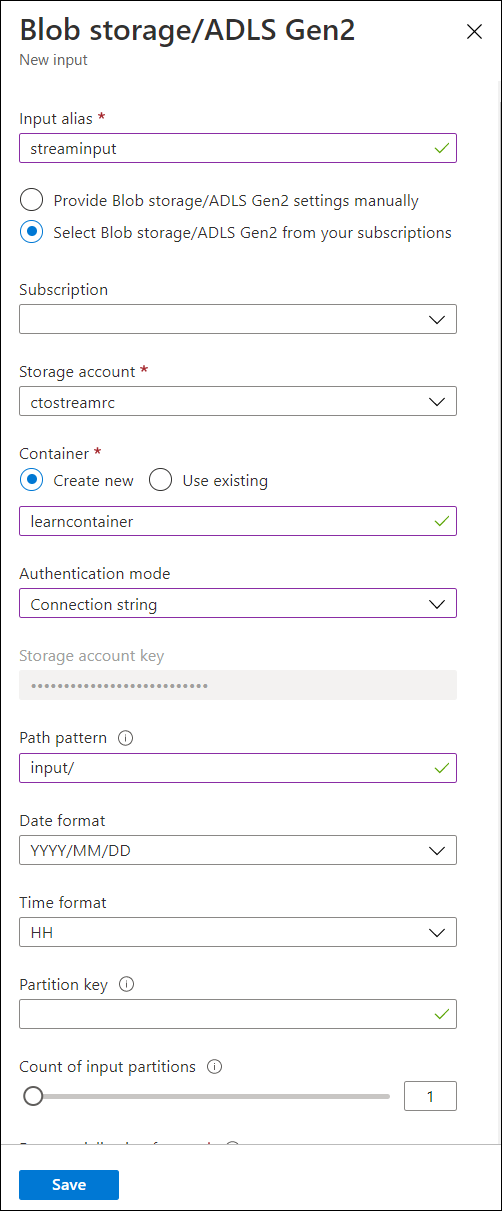 Blob storage/ADLS Gen2
New input
Input alias *
streaminput
Provide Blob storage/ADLS Gen2 settings manually
Select Blob storage/ADLS Gen2 from your subscriptions
Subscription
Storage account *
ctostreamrc
Container *
Create new Use existing
learncontainer
Authentication mode
Connection string
Storage account key
•••••••••••••••••••••••••••
Path pattern
input/
Date format
YYYY/MM/DD
Time format
HH
Partition key
Count of input partitions
1
Save